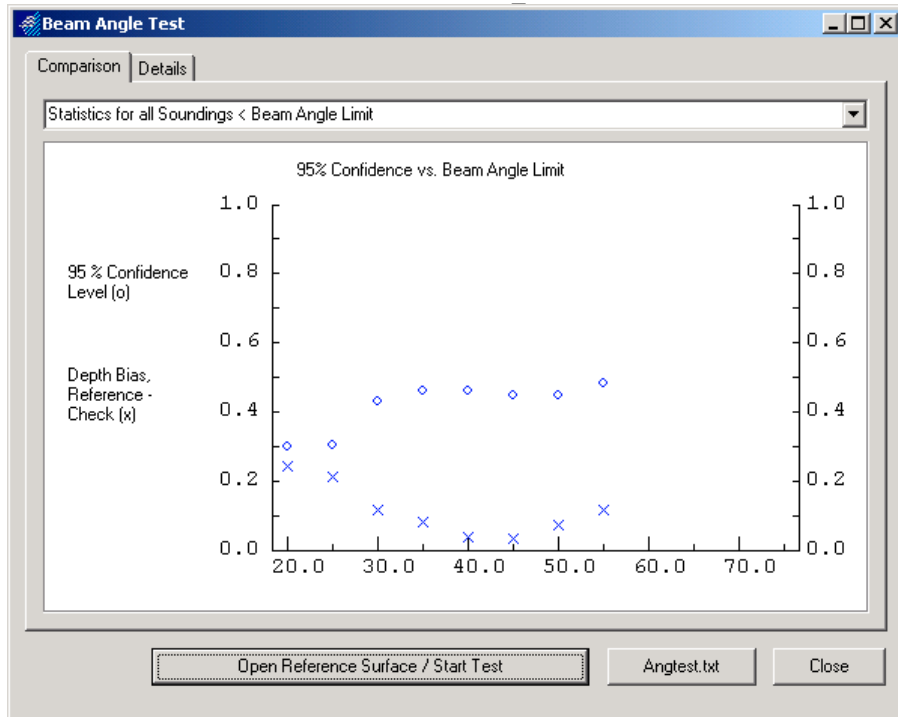 Beam Angle Test
Comparison
Details
Statistics for all Soundings < Beam Angle Limit
95% Confidence vs. Beam Angle Limit
95 % Confidence
Level (o)
Depth Bias,
Reference -
Check (x)
1.0
0.8
0.6
0.4
0.2
0.0
1.0
0.8
0.6
0.4
0.2
0.0
20.0 30.0 40.0 50.0 60.0 70.0
Open Reference Surface / Start Test
Angtest.txt
Close